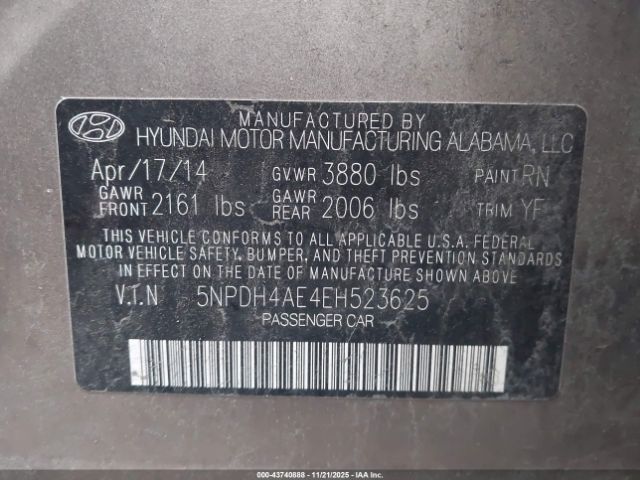 MANUFACTURED BY
HYUNDAI MOTOR MANUFACTURING ALABAMA, LLC
Apr/17/14 GVWR 3880 lbs PAINT RN
GAWR FRONT 2161 lbs GAWR REAR 2006 lbs TRIM YF
THIS VEHICLE CONFORMS TO ALL APPLICABLE U.S.A. FEDERAL
MOTOR VEHICLE SAFETY, BUMPER, AND THEFT PREVENTION STANDARDS
IN EFFECT ON THE DATE OF MANUFACTURE SHOWN ABOVE
V.I.N 5NPDH4AE4EH523625
PASSENGER CAR
000-43740888 - 11/21/2025 - IAA Inc.